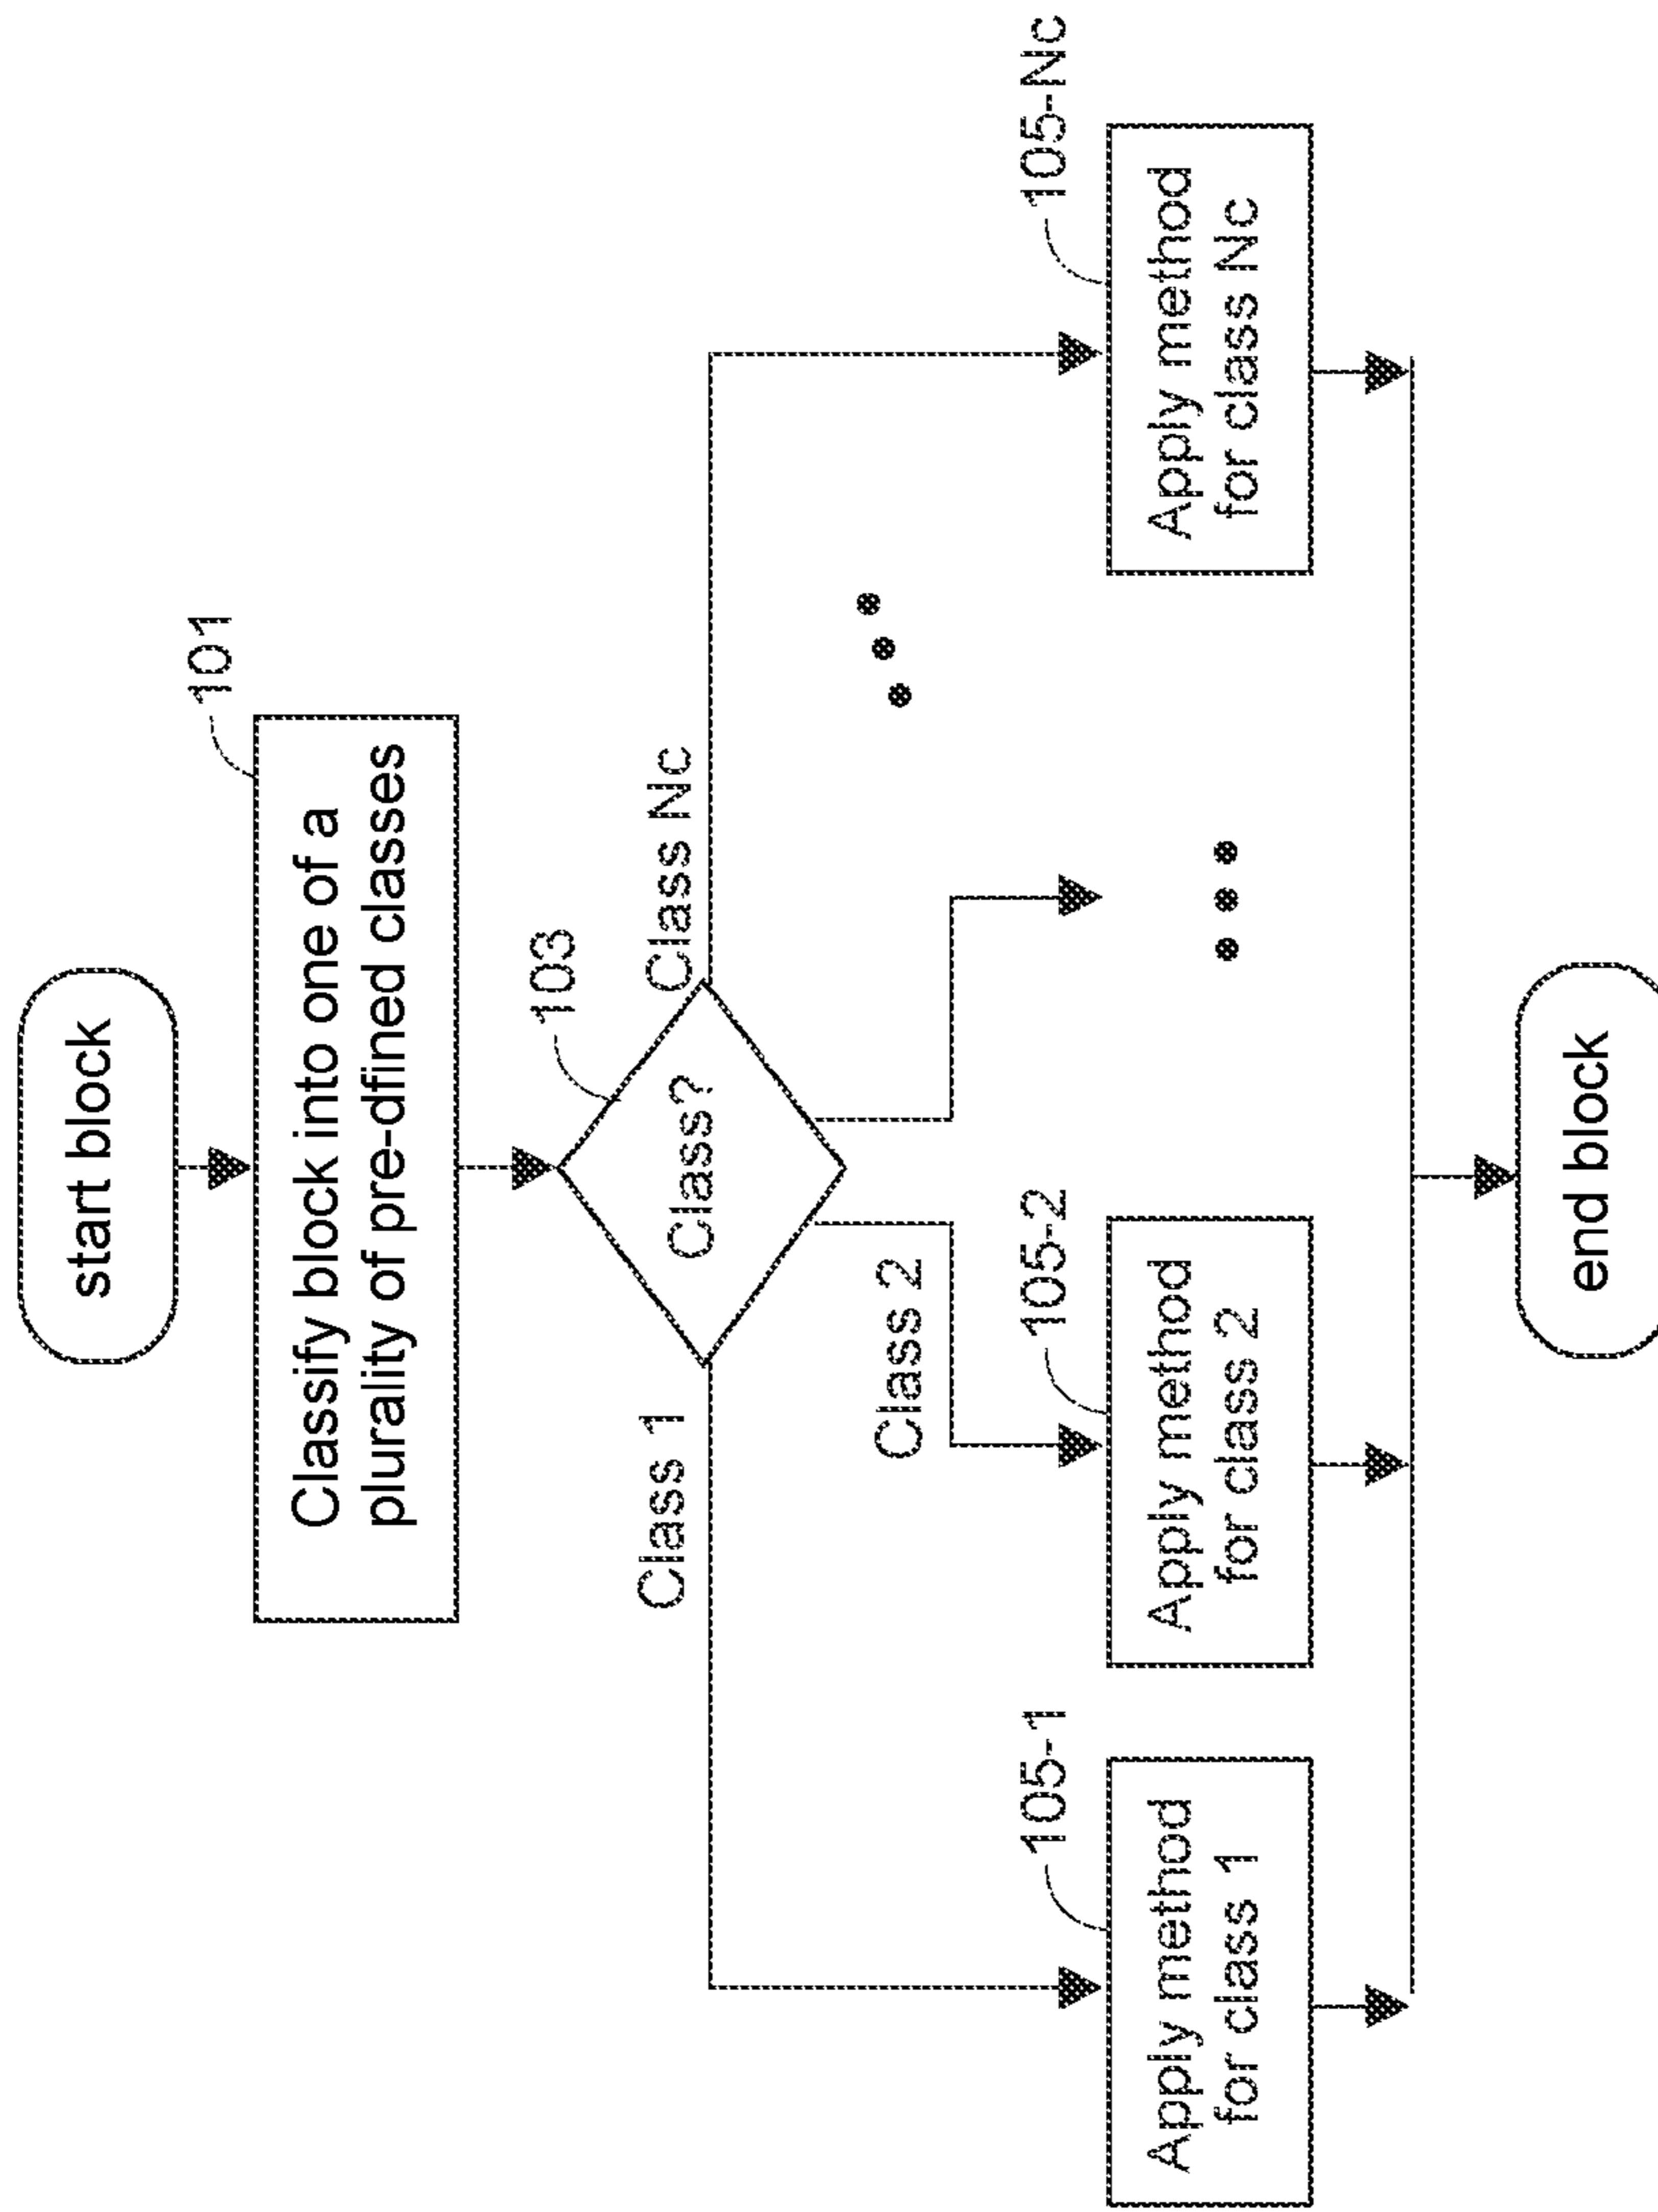 start block
101
Classify block into one of a
plurality of pre-dfined classes
103
Class?
Class 1
Class Nc
Class 2
105-1
Apply method
for class 1
105-2
Apply method
for class 2
105-Nc
Apply method
for class Nc
end block